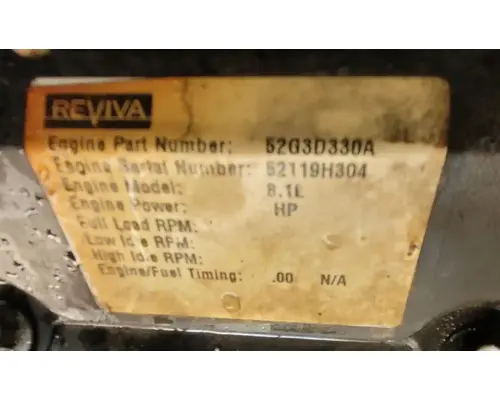 REVIVA
Engine Part Number: 52G3D330A
Engine Serial Number: 52119H304
Engine Model: 8.1L
Engine Power: HP
Full Load RPM:
Low Idle RPM:
High Idle RPM:
Engine/Fuel Timing: .00 N/A